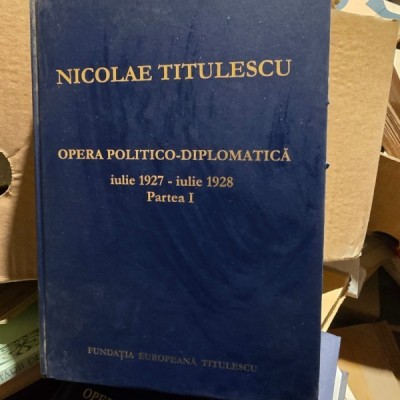 NICOLAE TITULESCU
OPERA POLITICO-DIPLOMATICĂ
iulie 1927 - iulie 1928
Partea I
FUNDAȚIA EUROPEANĂ TITULESCU